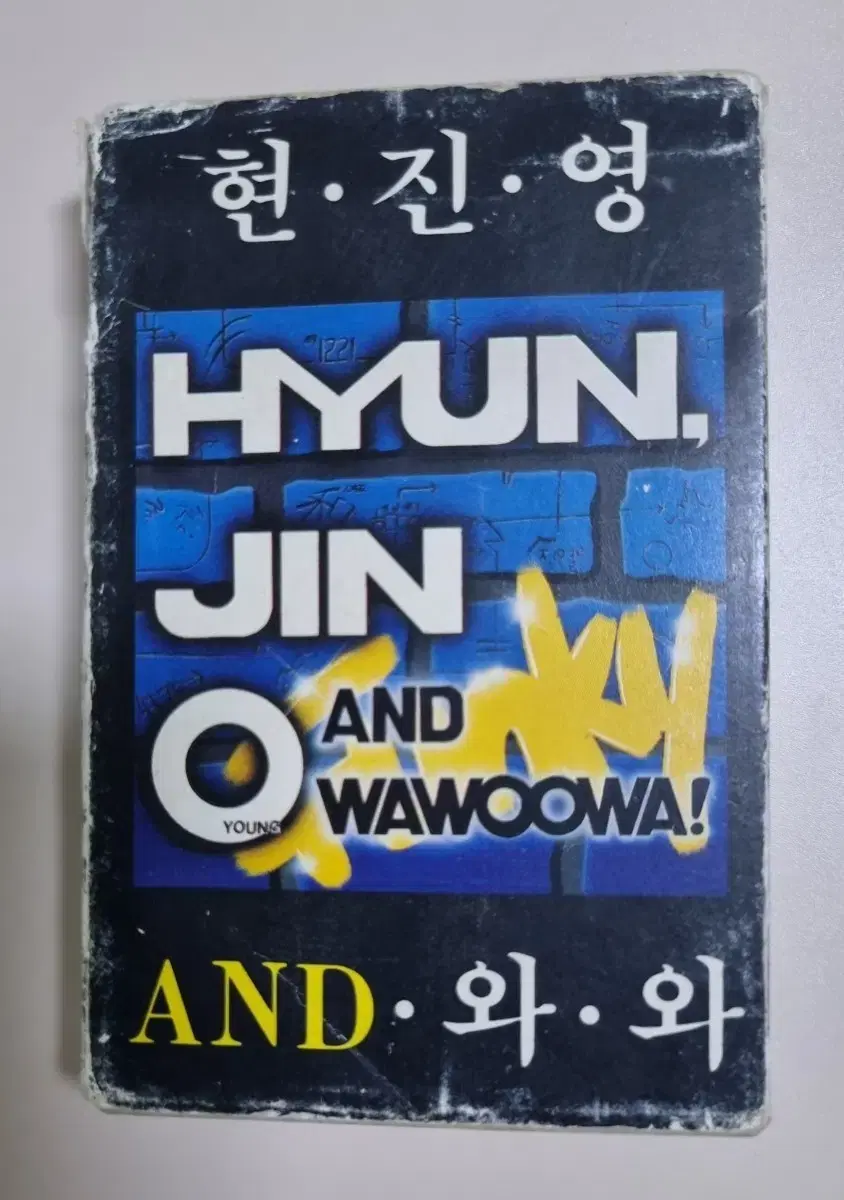 현·진·영
HYUN,
JIN
O AND
YOUNG WAWOOWA!
AND·와·와